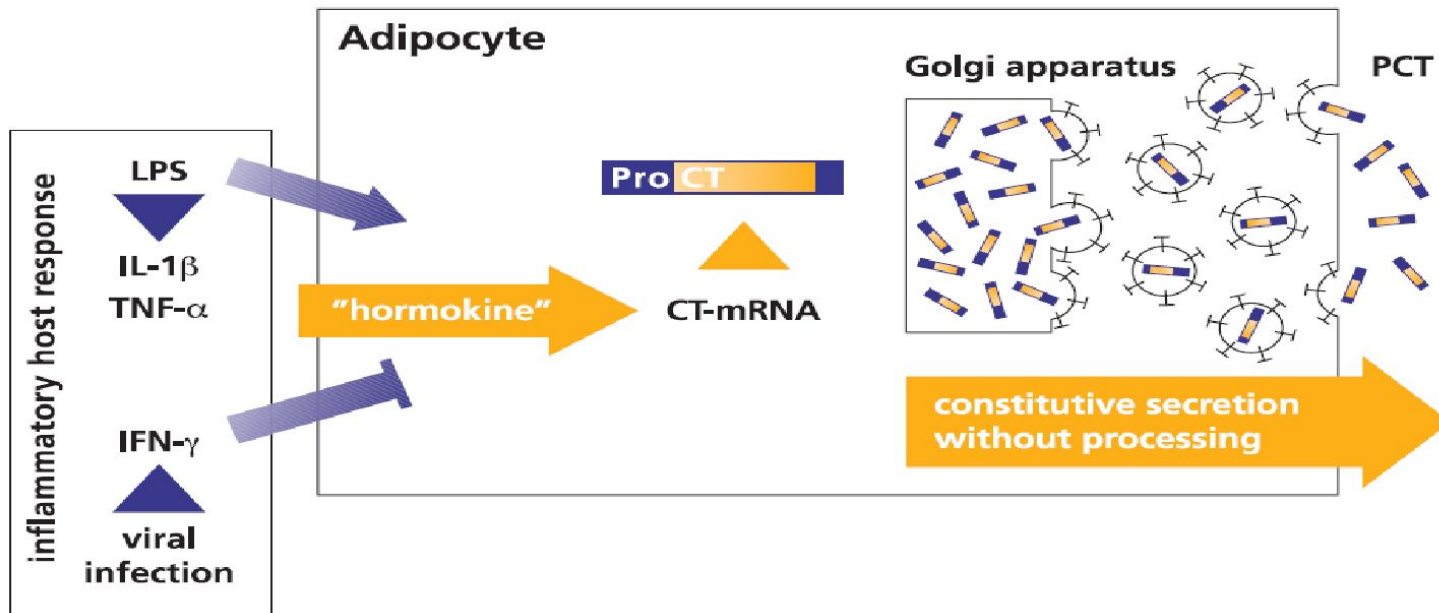 Adipocyte
Golgi apparatus
PCT
inflammatory host response
LPS
IL-1β
TNF-α
IFN-γ
viral
infection
"hormokine"
Pro CT
CT-mRNA
constitutive secretion
without processing